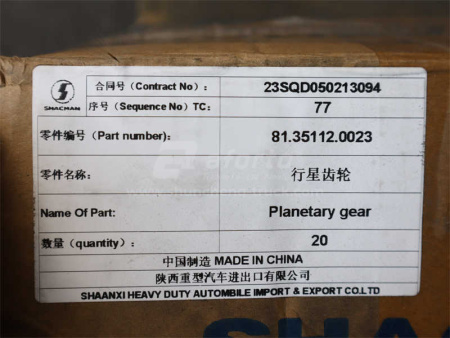 SHACMAN
合同号（Contract No）: 23SQD050213094
序号（Sequence No）TC: 77
零件编号（Part number): 81.35112.0023
零件名称: 行星齿轮
Name Of Part: Planetary gear
数量（quantity）: 20
中国制造 MADE IN CHINA
陕西重型汽车进出口有限公司
SHAANXI HEAVY DUTY AUTOMBILE IMPORT & EXPORT CO.LTD